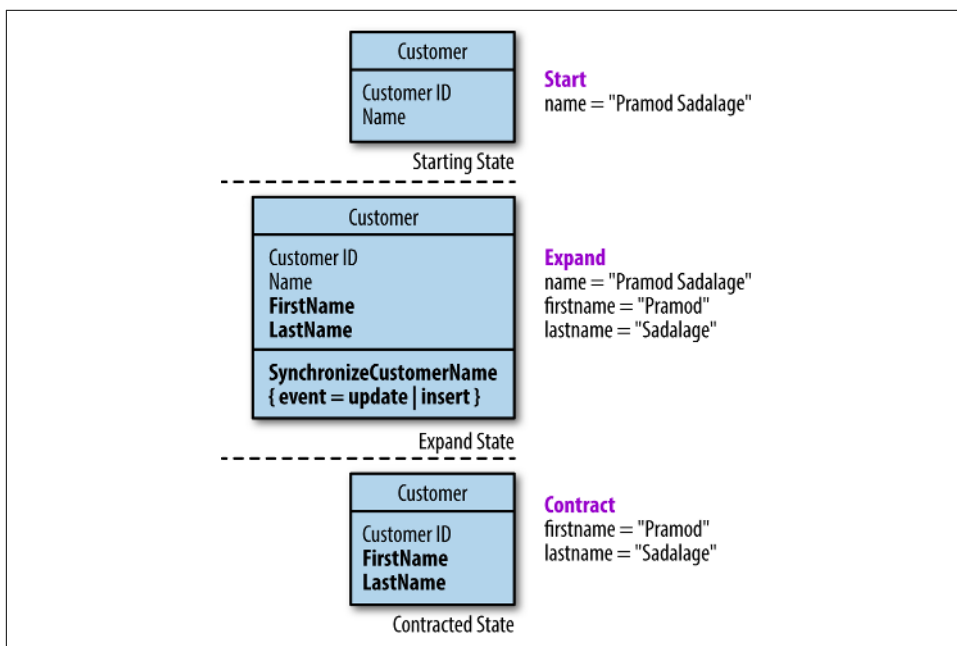 Customer
Customer ID
Name
Start
name = "Pramod Sadalage"
Starting State
Customer
Customer ID
Name
FirstName
LastName
SynchronizeCustomerName
{ event = update | insert }
Expand
name = "Pramod Sadalage"
firstname = "Pramod"
lastname = "Sadalage"
Expand State
Customer
Customer ID
FirstName
LastName
Contract
firstname = "Pramod"
lastname = "Sadalage"
Contracted State